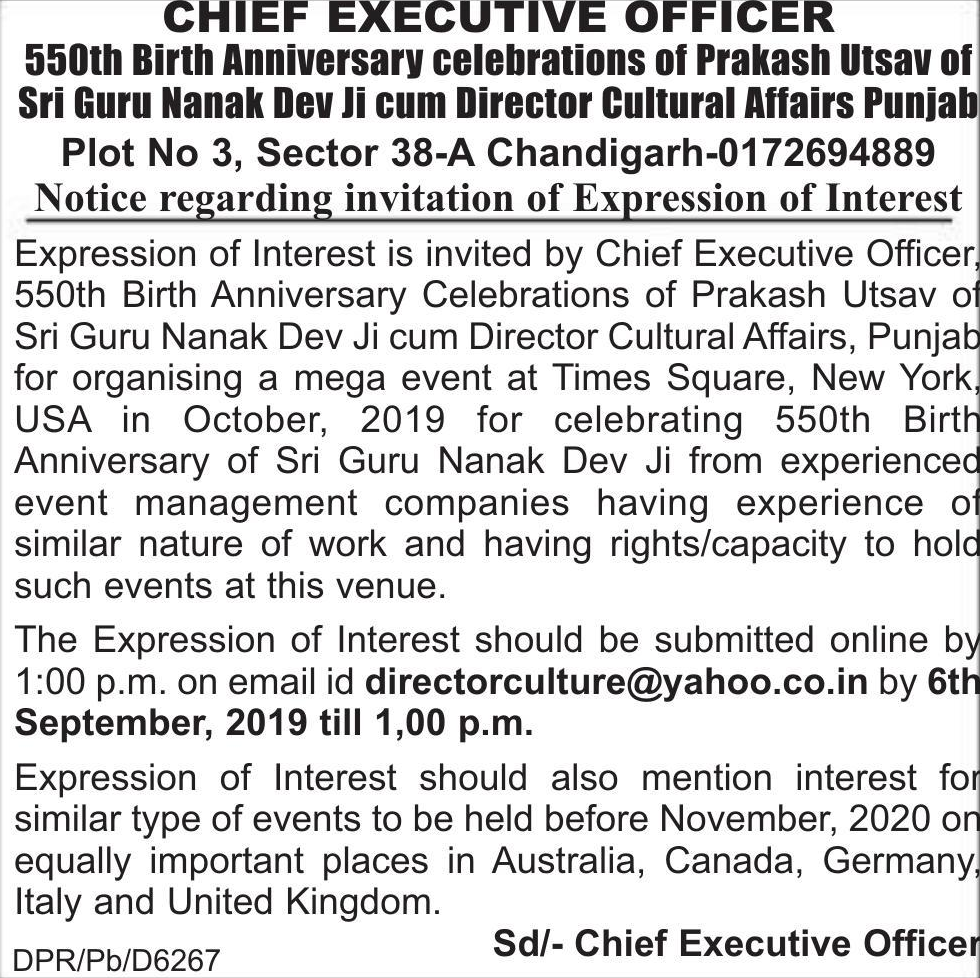 CHIEF EXECUTIVE OFFICER
550th Birth Anniversary celebrations of Prakash Utsav of
Sri Guru Nanak Dev Ji cum Director Cultural Affairs Punjab
Plot No 3, Sector 38-A Chandigarh-0172694889
Notice regarding invitation of Expression of Interest
Expression of Interest is invited by Chief Executive Officer,
550th Birth Anniversary Celebrations of Prakash Utsav of
Sri Guru Nanak Dev Ji cum Director Cultural Affairs, Punjab
for organising a mega event at Times Square, New York,
USA in October, 2019 for celebrating 550th Birth
Anniversary of Sri Guru Nanak Dev Ji from experienced
event management companies having experience of
similar nature of work and having rights/capacity to hold
such events at this venue.
The Expression of Interest should be submitted online by
1:00 p.m. on email id directorculture@yahoo.co.in by 6th
September, 2019 till 1,00 p.m.
Expression of Interest should also mention interest for
similar type of events to be held before November, 2020 on
equally important places in Australia, Canada, Germany,
Italy and United Kingdom.
Sd/- Chief Executive Officer
DPR/Pb/D6267